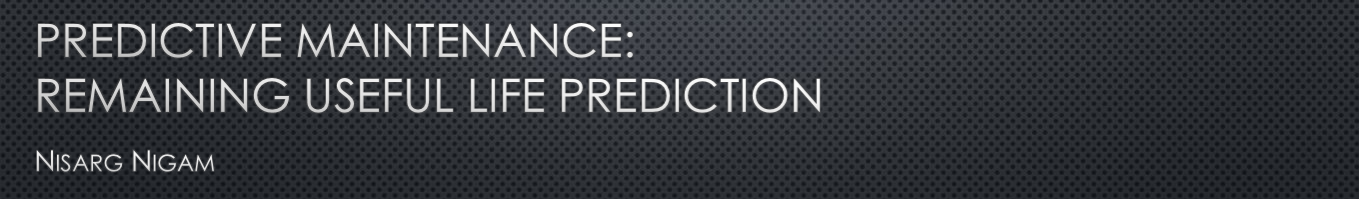 PREDICTIVE MAINTENANCE:
REMAINING USEFUL LIFE PREDICTION
NISARG NIGAM